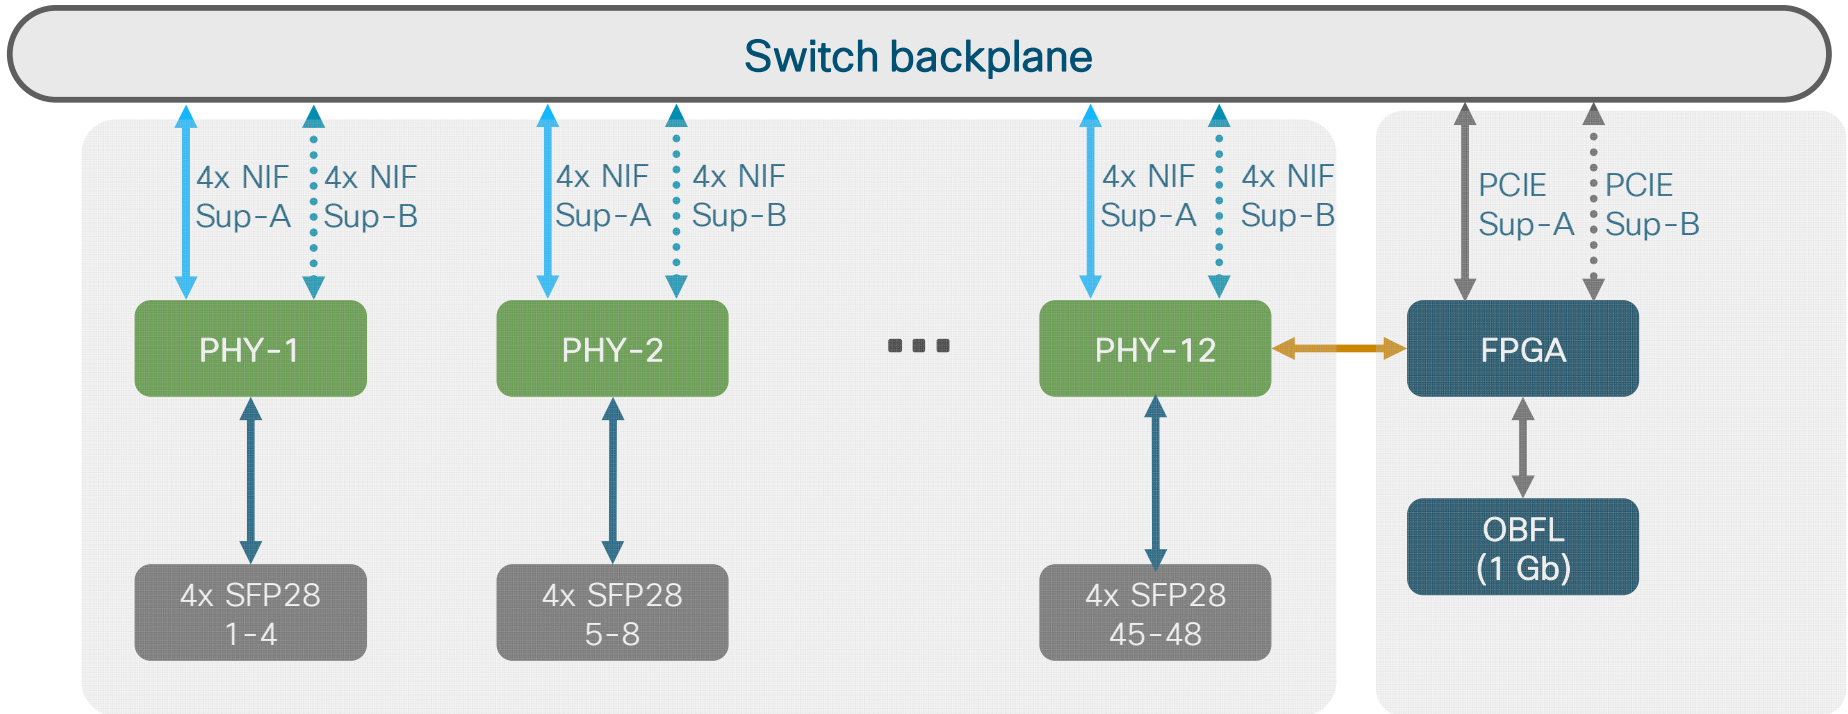 Switch backplane
4x NIF
Sup-A
4x NIF
Sup-B
4x NIF
Sup-A
4x NIF
Sup-B
4x NIF
Sup-A
4x NIF
Sup-B
PCIE
Sup-A
PCIE
Sup-B
PHY-1
PHY-2
PHY-12
FPGA
OBFL
(1 Gb)
4x SFP28
1-4
4x SFP28
5-8
4x SFP28
45-48